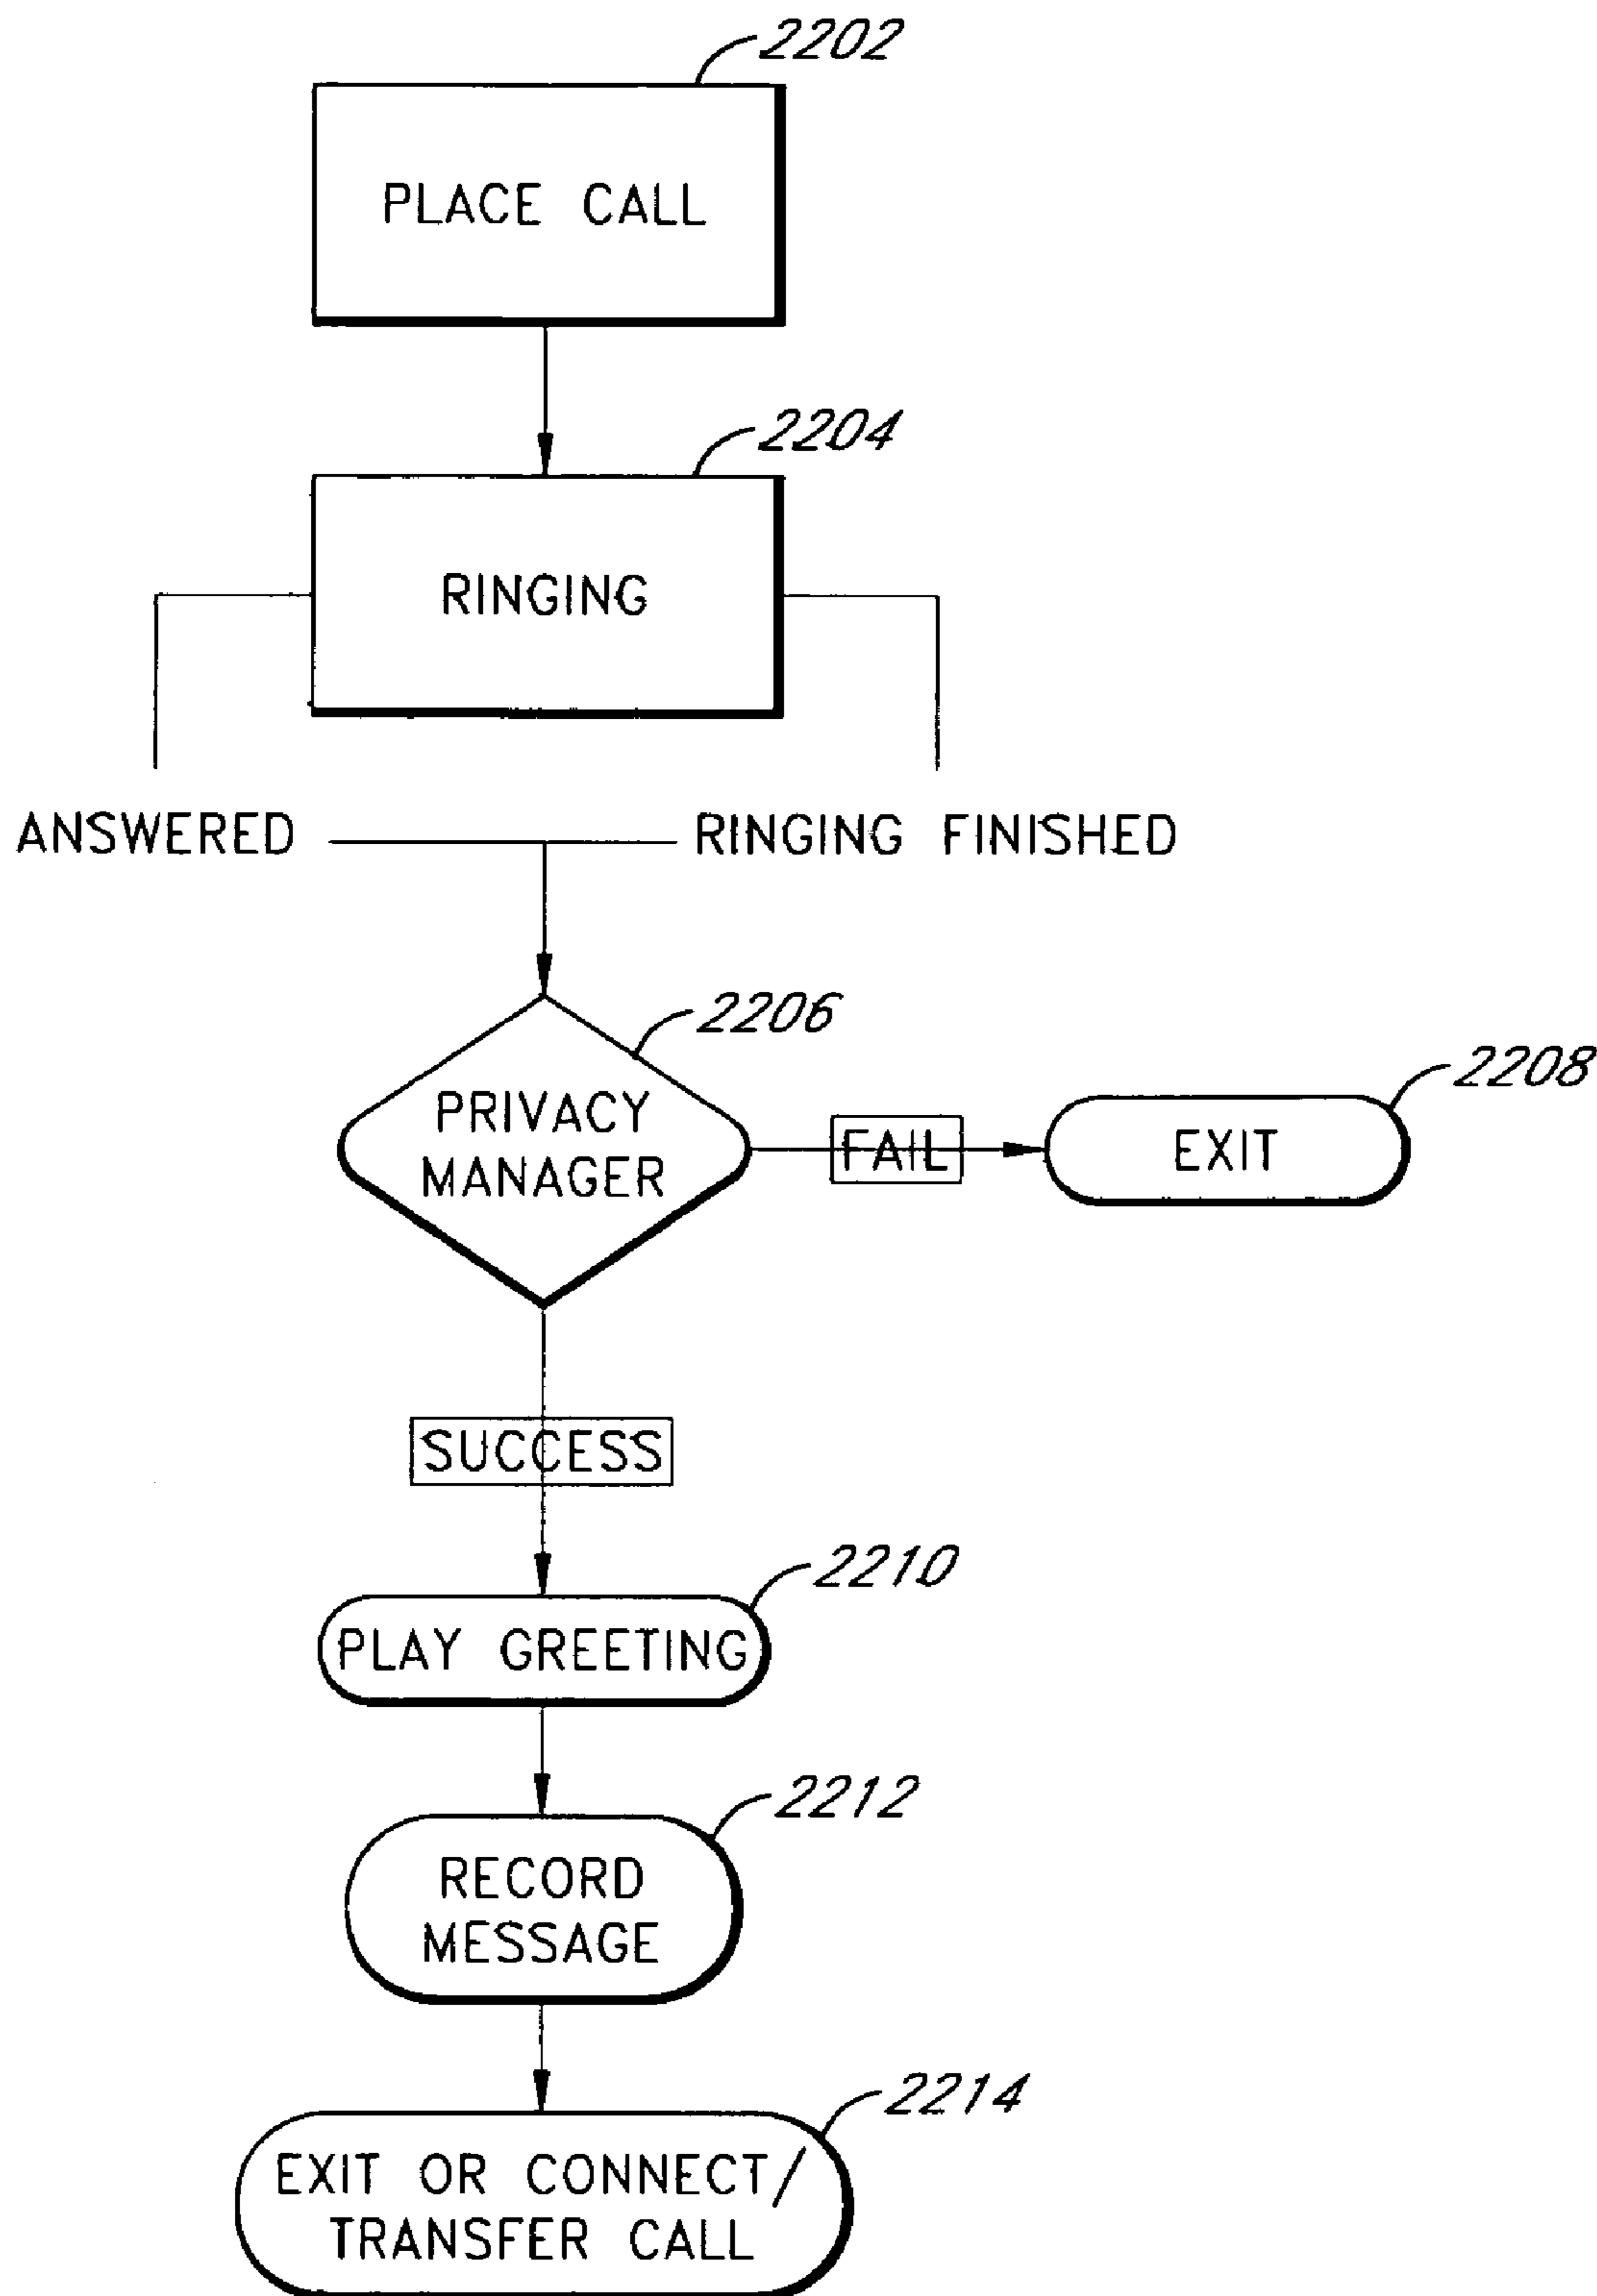 2202
PLACE CALL
2204
RINGING
ANSWERED
RINGING FINISHED
2206
PRIVACY
MANAGER
FAIL
2208
EXIT
SUCCESS
2210
PLAY GREETING
2212
RECORD
MESSAGE
2214
EXIT OR CONNECT/
TRANSFER CALL